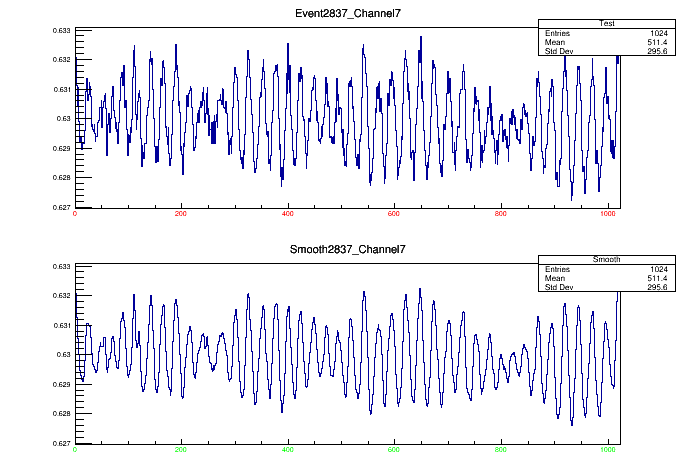 Event2837_Channel7
Test
Entries 1024
Mean 511.4
Std Dev 295.6
0.633
0.632
0.631
0.63
0.629
0.628
0.627
0 200 400 600 800 1000
Smooth2837_Channel7
Smooth
Entries 1024
Mean 511.4
Std Dev 295.6
0.633
0.632
0.631
0.63
0.629
0.628
0.627
0 200 400 600 800 1000